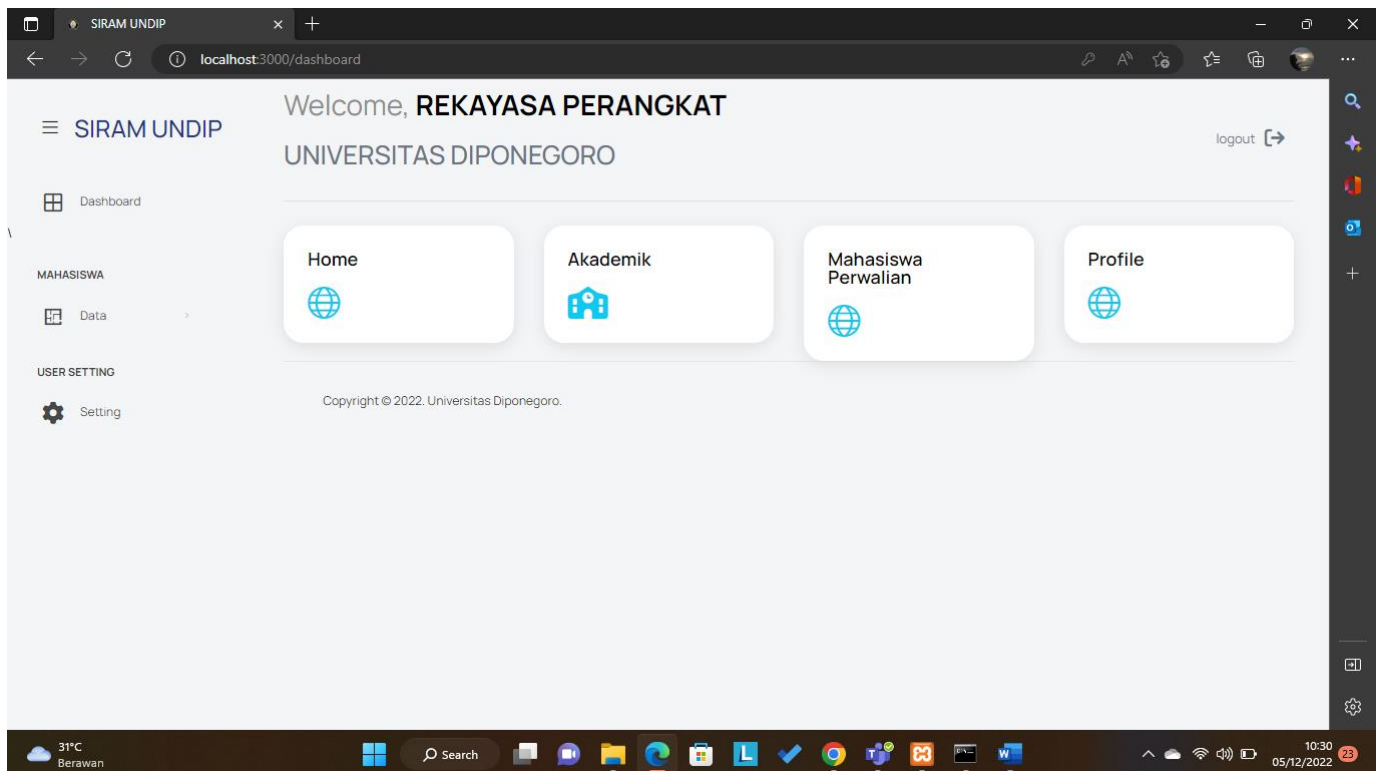 SIRAM UNDIP
localhost:3000/dashboard
SIRAM UNDIP
Welcome, REKAYASA PERANGKAT
UNIVERSITAS DIPONEGORO
logout
Dashboard
\
MAHASISWA
Data
USER SETTING
Setting
Home
Akademik
Mahasiswa
Perwalian
Profile
Copyright © 2022. Universitas Diponegoro.
31°C
Berawan
Search
10:30
05/12/2022
23